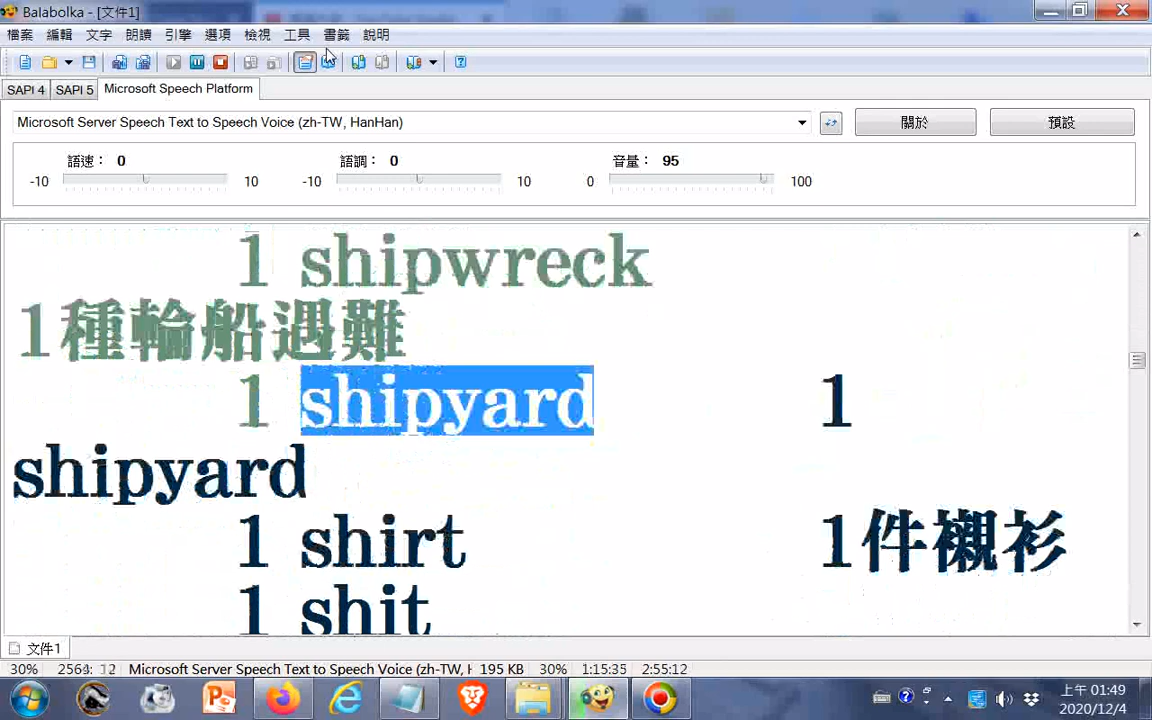 Balabolka - [文件1]
檔案 編輯 文字 朗讀 引擎 選項 檢視 工具 書籤 說明
SAPI 4 SAPI 5 Microsoft Speech Platform
Microsoft Server Speech Text to Speech Voice (zh-TW, HanHan) 關於 預設
語速： 0 語調： 0 音量： 95
-10 10 -10 10 0 100
1 shipwreck
1種輪船遇難
1 shipyard 1
shipyard
1 shirt 1件襯衫
1 shit
文件1
30% 2564: 12 Microsoft Server Speech Text to Speech Voice (zh-TW, H 195 KB 30% 1:15:35 2:55:12
上午 01:49
2020/12/4